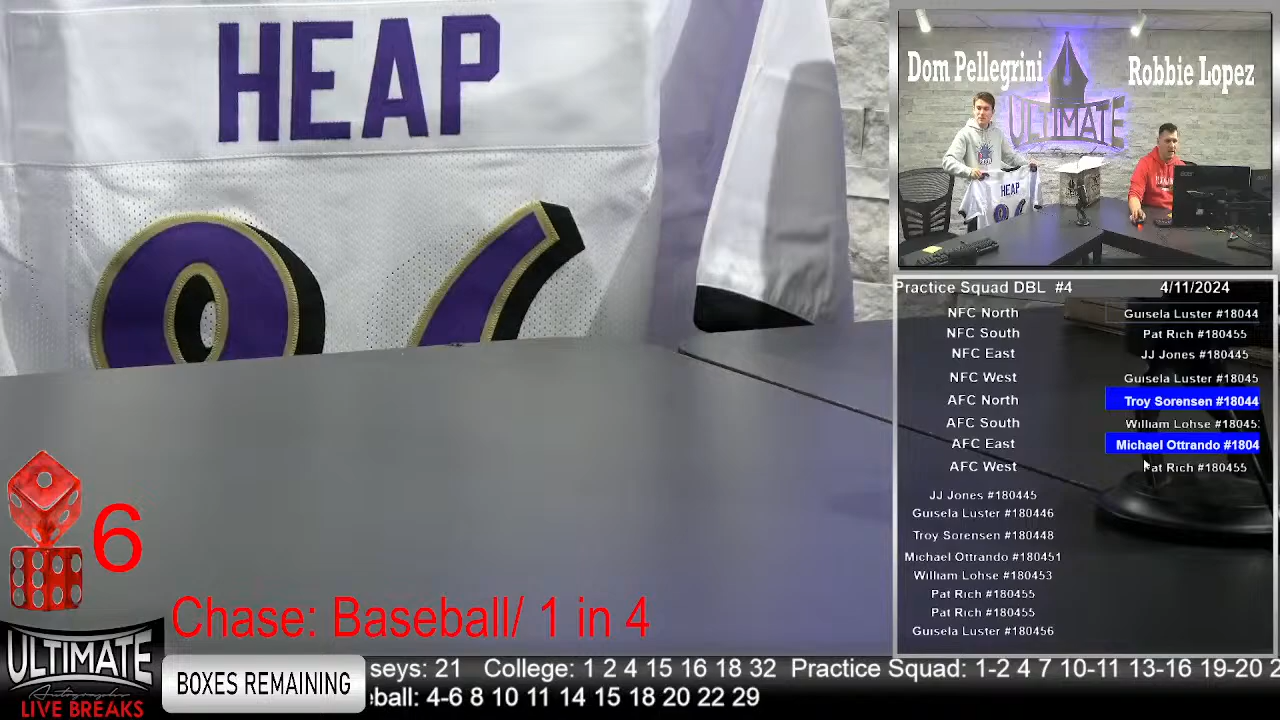 HEAP
86
Dom Pellegrini
Robbie Lopez
ULTIMATE
HEAP
86
Practice Squad DBL #4 4/11/2024
NFC North Guisela Luster #18044
NFC South Pat Rich #180455
NFC East JJ Jones #180445
NFC West Guisela Luster #18045
AFC North Troy Sorensen #18044
AFC South William Lohse #18045
AFC East Michael Ottrando #1804
AFC West Pat Rich #180455
JJ Jones #180445
Guisela Luster #180446
Troy Sorensen #180448
Michael Ottrando #180451
William Lohse #180453
Pat Rich #180455
Pat Rich #180455
Guisela Luster #180456
6
Chase: Baseball/ 1 in 4
ULTIMATE
Autographs
LIVE BREAKS
BOXES REMAINING
seys: 21 College: 1 2 4 15 16 18 32 Practice Squad: 1-2 4 7 10-11 13-16 19-20 2
eball: 4-6 8 10 11 14 15 18 20 22 29